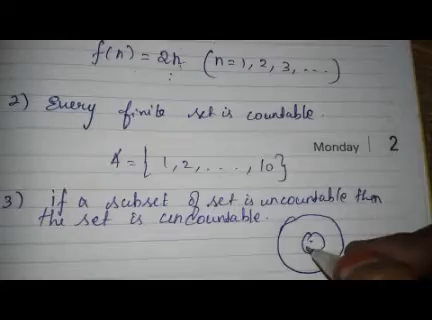 f(n) = 2n (n = 1, 2, 3, ...)
2) Every finite set is countable.
Monday | 2
A = { 1, 2, ..., 10 }
3) if a subset of set is uncountable then
the set is uncountable.